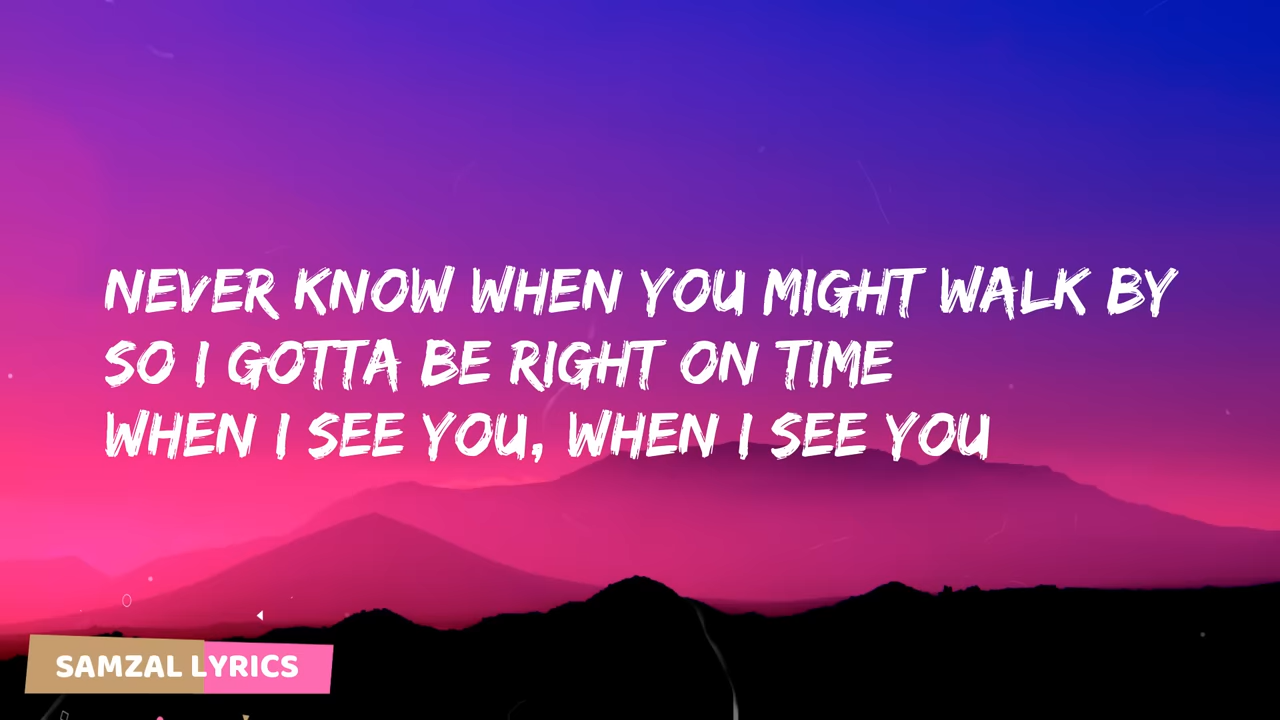 NEVER KNOW WHEN YOU MIGHT WALK BY
SO I GOTTA BE RIGHT ON TIME
WHEN I SEE YOU, WHEN I SEE YOU
SAMZAL LYRICS